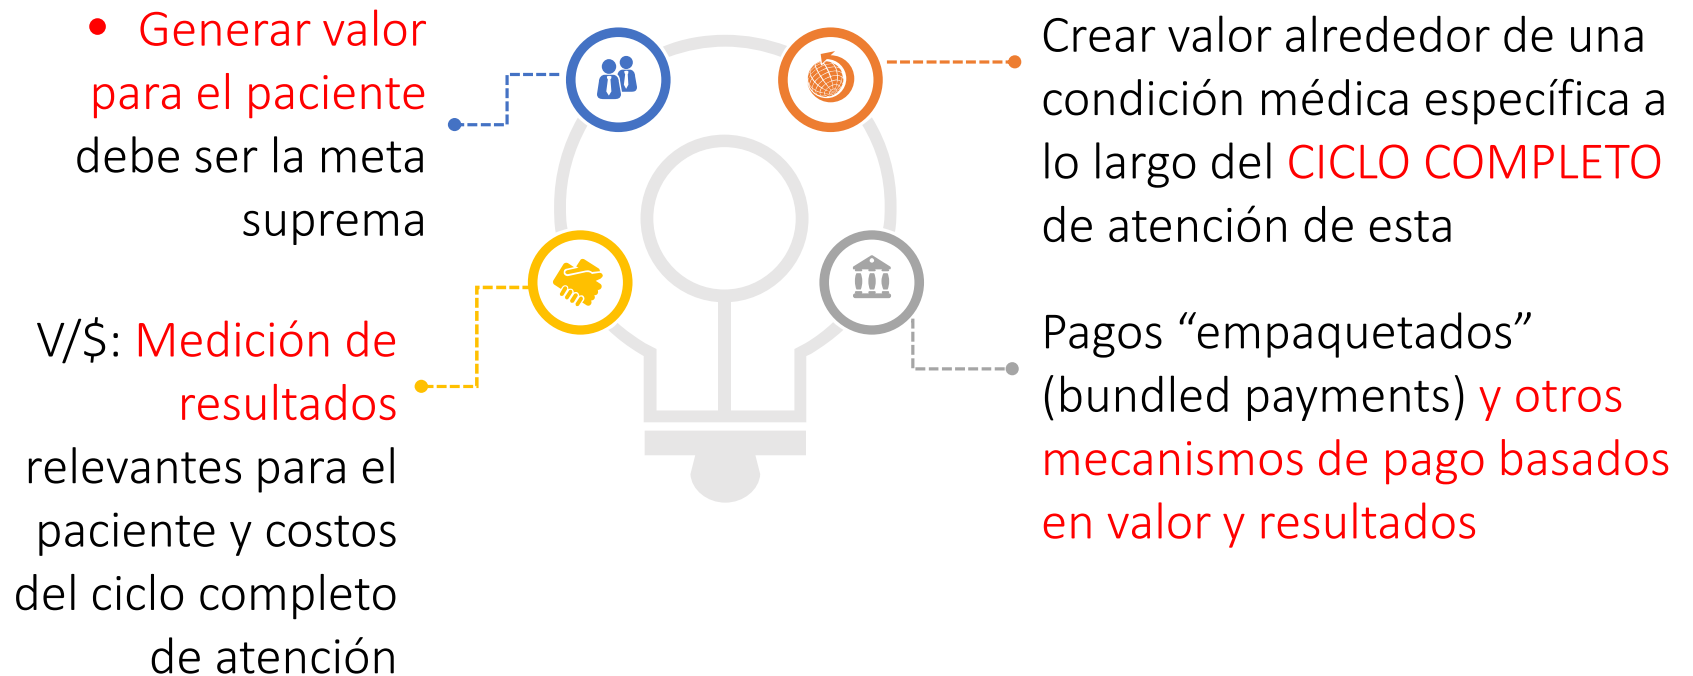 • Generar valor
para el paciente
debe ser la meta
suprema
Crear valor alrededor de una
condición médica específica a
lo largo del CICLO COMPLETO
de atención de esta
V/$: Medición de
resultados
relevantes para el
paciente y costos
del ciclo completo
de atención
Pagos “empaquetados”
(bundled payments) y otros
mecanismos de pago basados
en valor y resultados